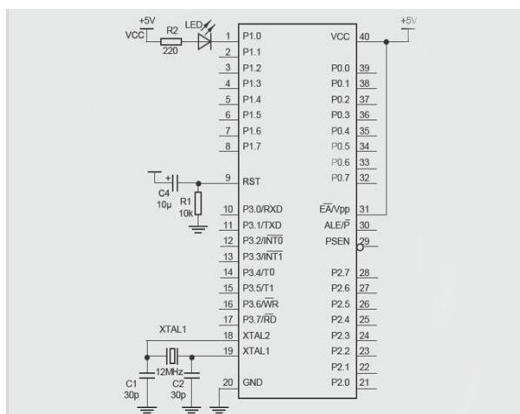 +5V
VCC
R2
220
LED
+5V
1 P1.0
2 P1.1
3 P1.2
4 P1.3
5 P1.4
6 P1.5
7 P1.6
8 P1.7
9 RST
C4
+
10μ
R1
10k
10 P3.0/RXD
11 P3.1/TXD
12 P3.2/INT0
13 P3.3/INT1
14 P3.4/T0
15 P3.5/T1
16 P3.6/WR
17 P3.7/RD
18 XTAL2
19 XTAL1
20 GND
VCC 40
P0.0 39
P0.1 38
P0.2 37
P0.3 36
P0.4 35
P0.5 34
P0.6 33
P0.7 32
EA/Vpp 31
ALE/P 30
PSEN 29
P2.7 28
P2.6 27
P2.5 26
P2.4 25
P2.3 24
P2.2 23
P2.1 22
P2.0 21
XTAL1
12MHz
C1
30p
C2
30p